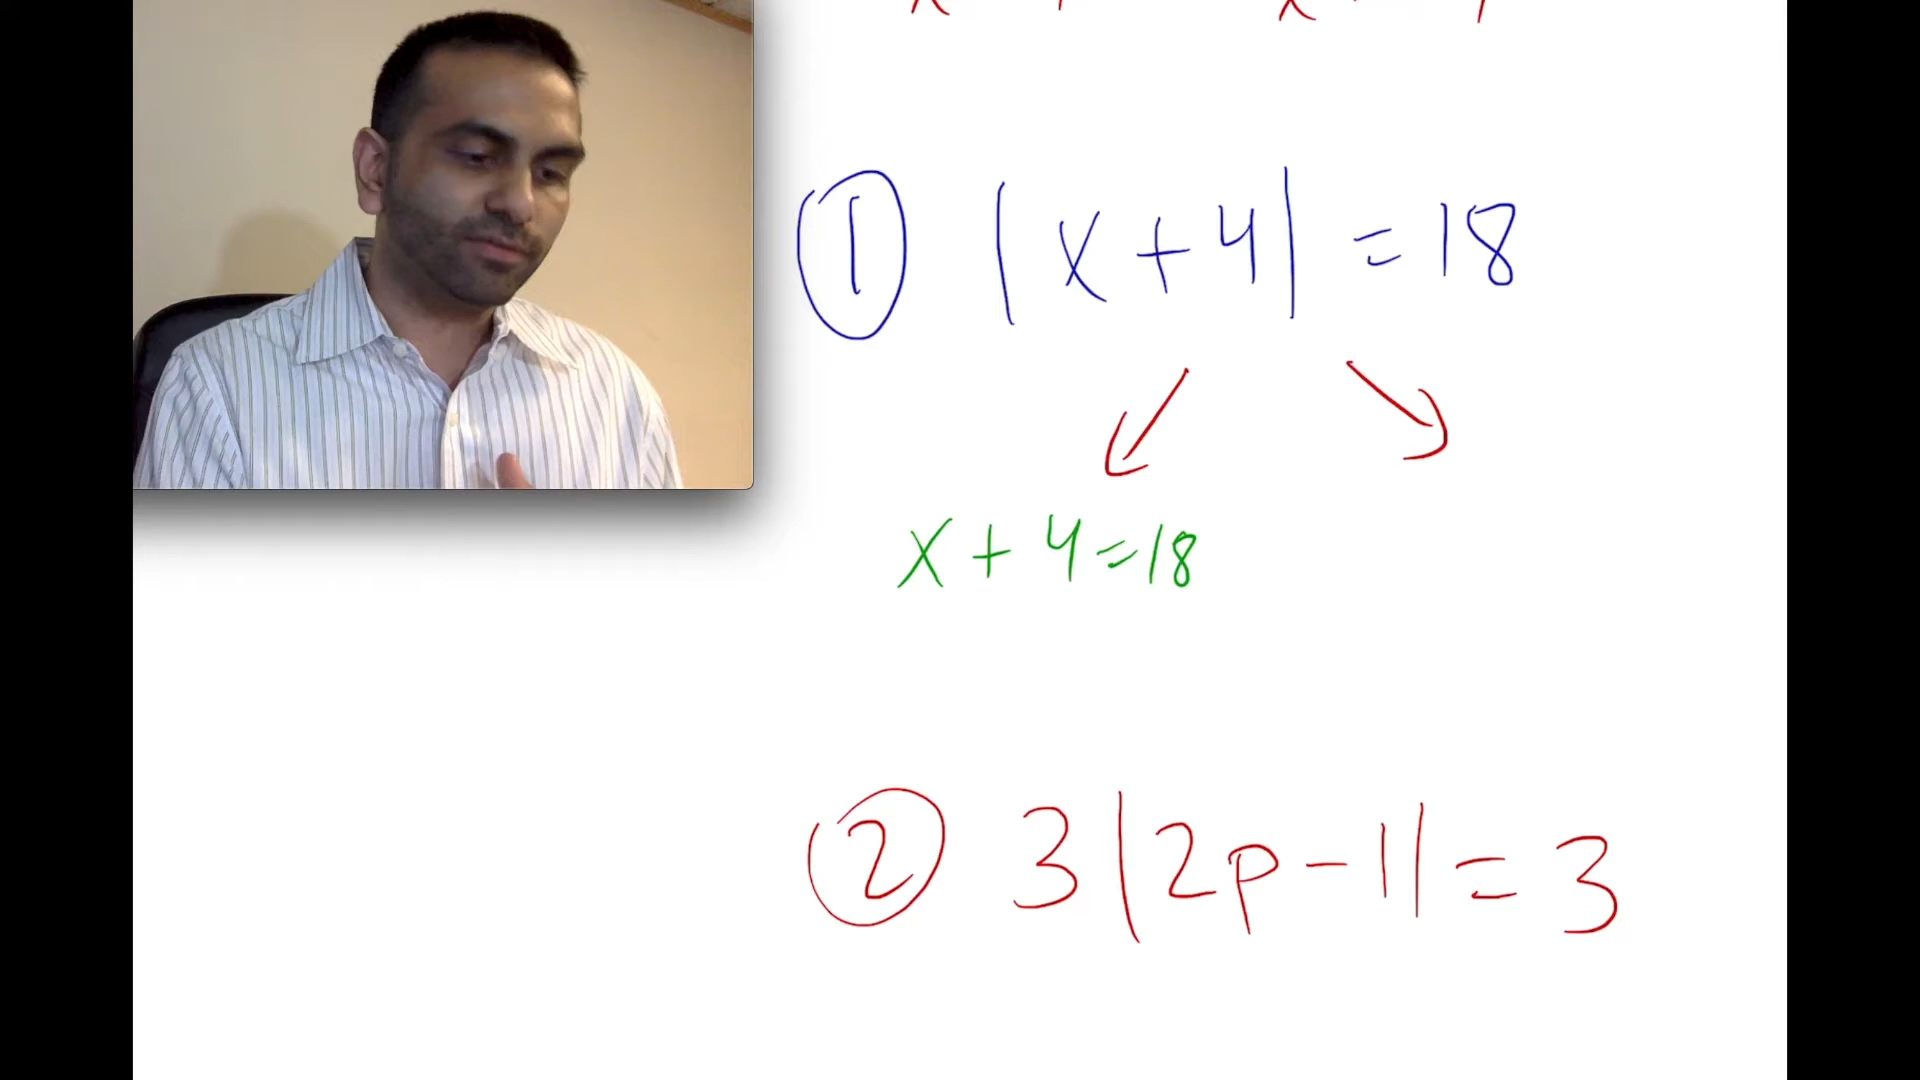 ① |x+4| = 18
x + 4 = 18
② 3|2p-1| = 3